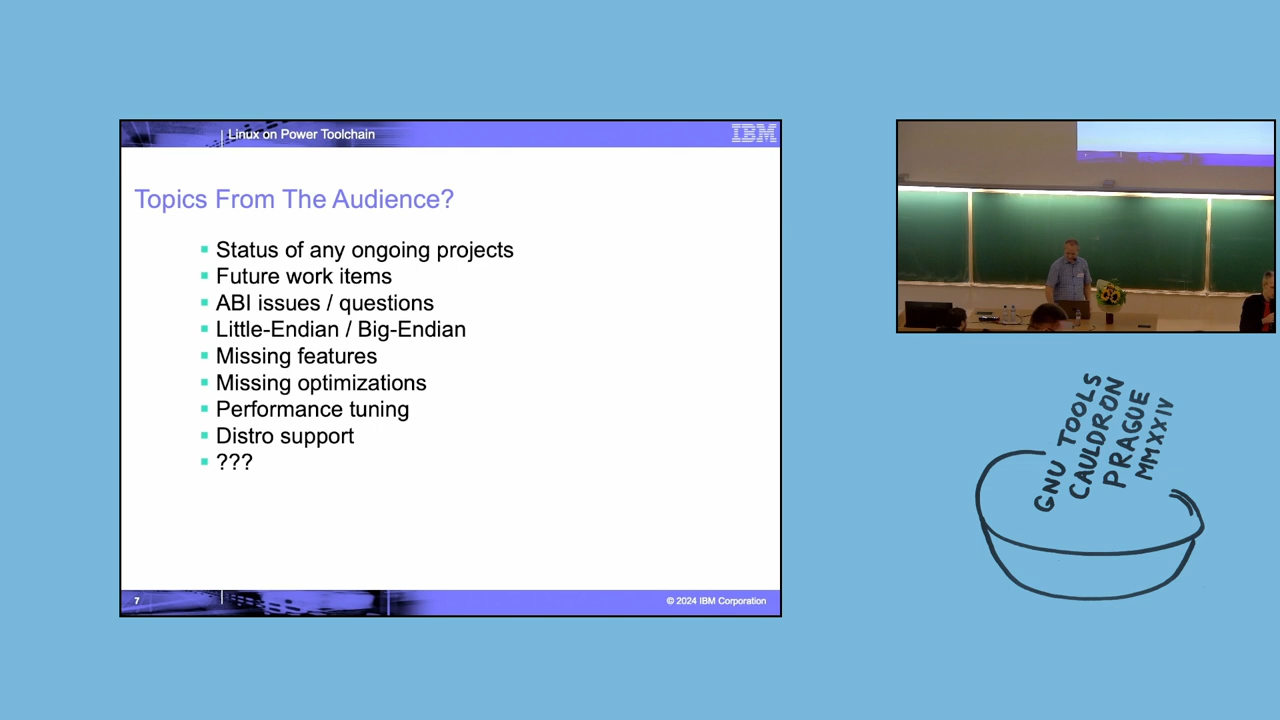 Linux on Power Toolchain
IBM
Topics From The Audience?
▪ Status of any ongoing projects
▪ Future work items
▪ ABI issues / questions
▪ Little-Endian / Big-Endian
▪ Missing features
▪ Missing optimizations
▪ Performance tuning
▪ Distro support
▪ ???
7
© 2024 IBM Corporation
GNU TOOLS
CAULDRON
PRAGUE
MMXXIV